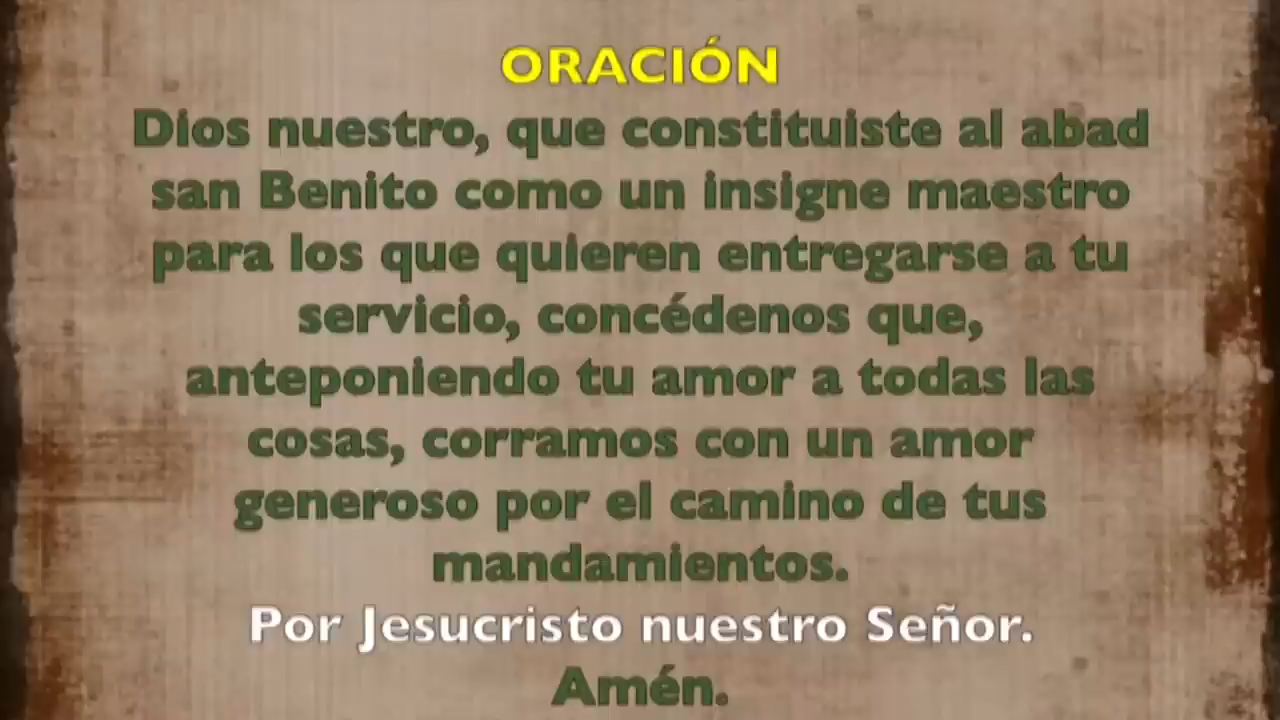 ORACIÓN
Dios nuestro, que constituiste al abad
san Benito como un insigne maestro
para los que quieren entregarse a tu
servicio, concédenos que,
anteponiendo tu amor a todas las
cosas, corramos con un amor
generoso por el camino de tus
mandamientos.
Por Jesucristo nuestro Señor.
Amén.